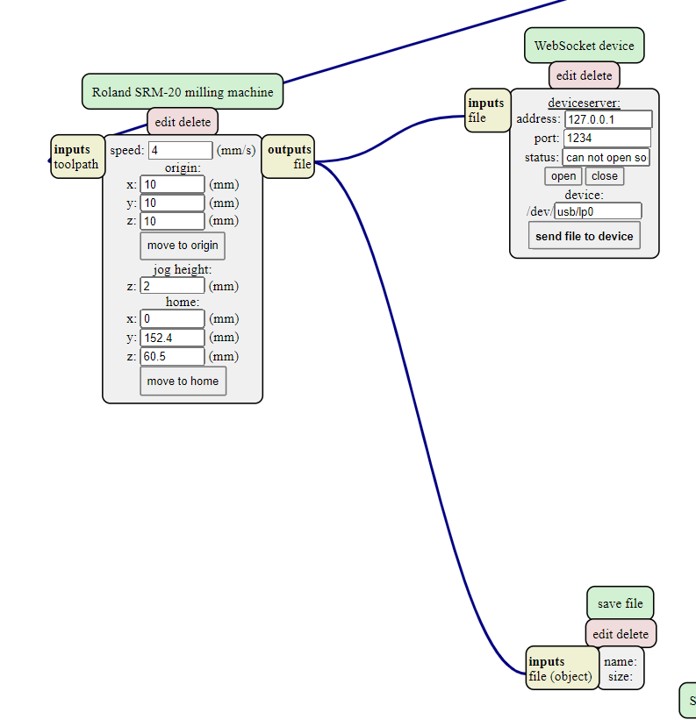 Roland SRM-20 milling machine
edit delete
inputs
toolpath
speed: 4 (mm/s)
origin:
x: 10 (mm)
y: 10 (mm)
z: 10 (mm)
move to origin
jog height:
z: 2 (mm)
home:
x: 0 (mm)
y: 152.4 (mm)
z: 60.5 (mm)
move to home
outputs
file
WebSocket device
edit delete
inputs
file
deviceserver:
address: 127.0.0.1
port: 1234
status: can not open so
open close
device:
/dev/ usb/lp0
send file to device
save file
edit delete
inputs
file (object)
name:
size:
S